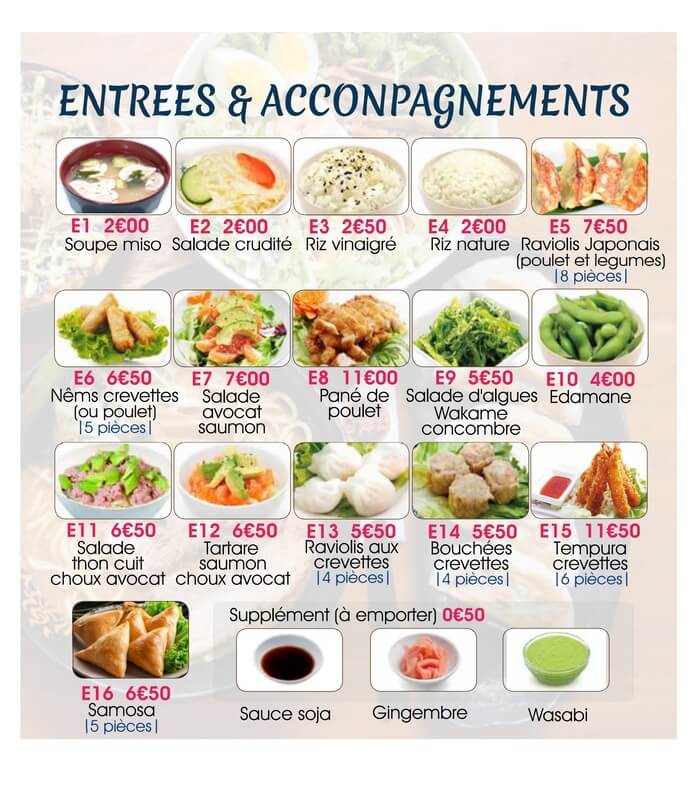 ENTREES & ACCONPAGNEMENTS
E1 2€00
Soupe miso
E2 2€00
Salade crudité
E3 2€50
Riz vinaigré
E4 2€00
Riz nature
E5 7€50
Raviolis Japonais
(poulet et legumes)
|8 pièces|
E6 6€50
Nêms crevettes
(ou poulet)
|5 pièces|
E7 7€00
Salade
avocat
saumon
E8 11€00
Pané de
poulet
E9 5€50
Salade d'algues
Wakame
concombre
E10 4€00
Edamane
E11 6€50
Salade
thon cuit
choux avocat
E12 6€50
Tartare
saumon
choux avocat
E13 5€50
Raviolis aux
crevettes
|4 pièces|
E14 5€50
Bouchées
crevettes
|4 pièces|
E15 11€50
Tempura
crevettes
|6 pièces|
E16 6€50
Samosa
|5 pièces|
Supplément (à emporter) 0€50
Sauce soja
Gingembre
Wasabi